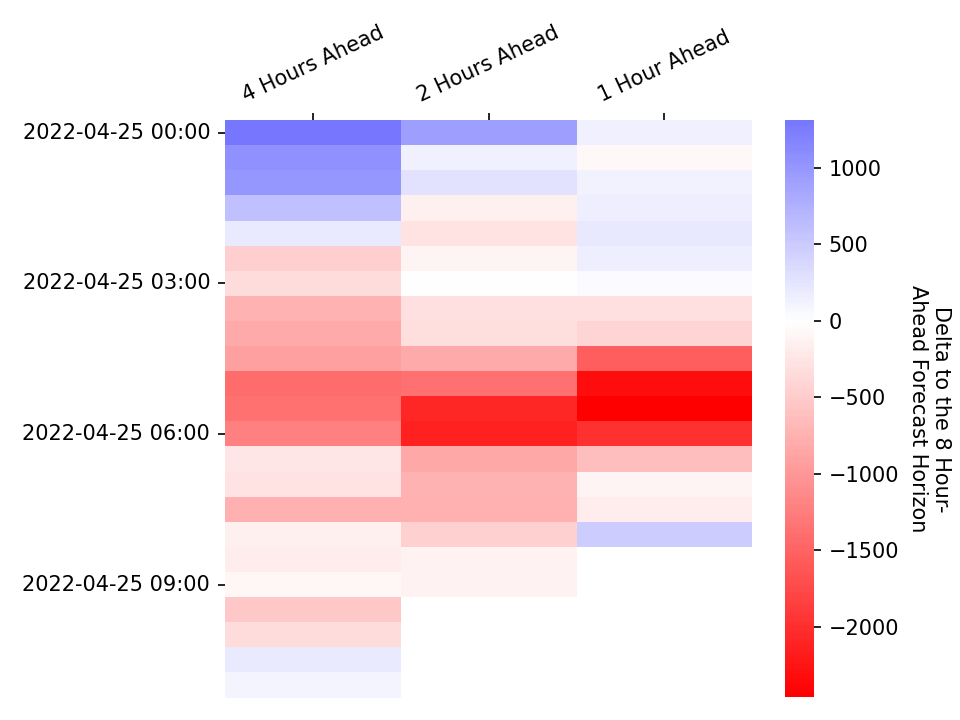 4 Hours Ahead
2 Hours Ahead
1 Hour Ahead
2022-04-25 00:00
2022-04-25 03:00
2022-04-25 06:00
2022-04-25 09:00
1000
500
0
−500
−1000
−1500
−2000
Delta to the 8 Hour-
Ahead Forecast Horizon